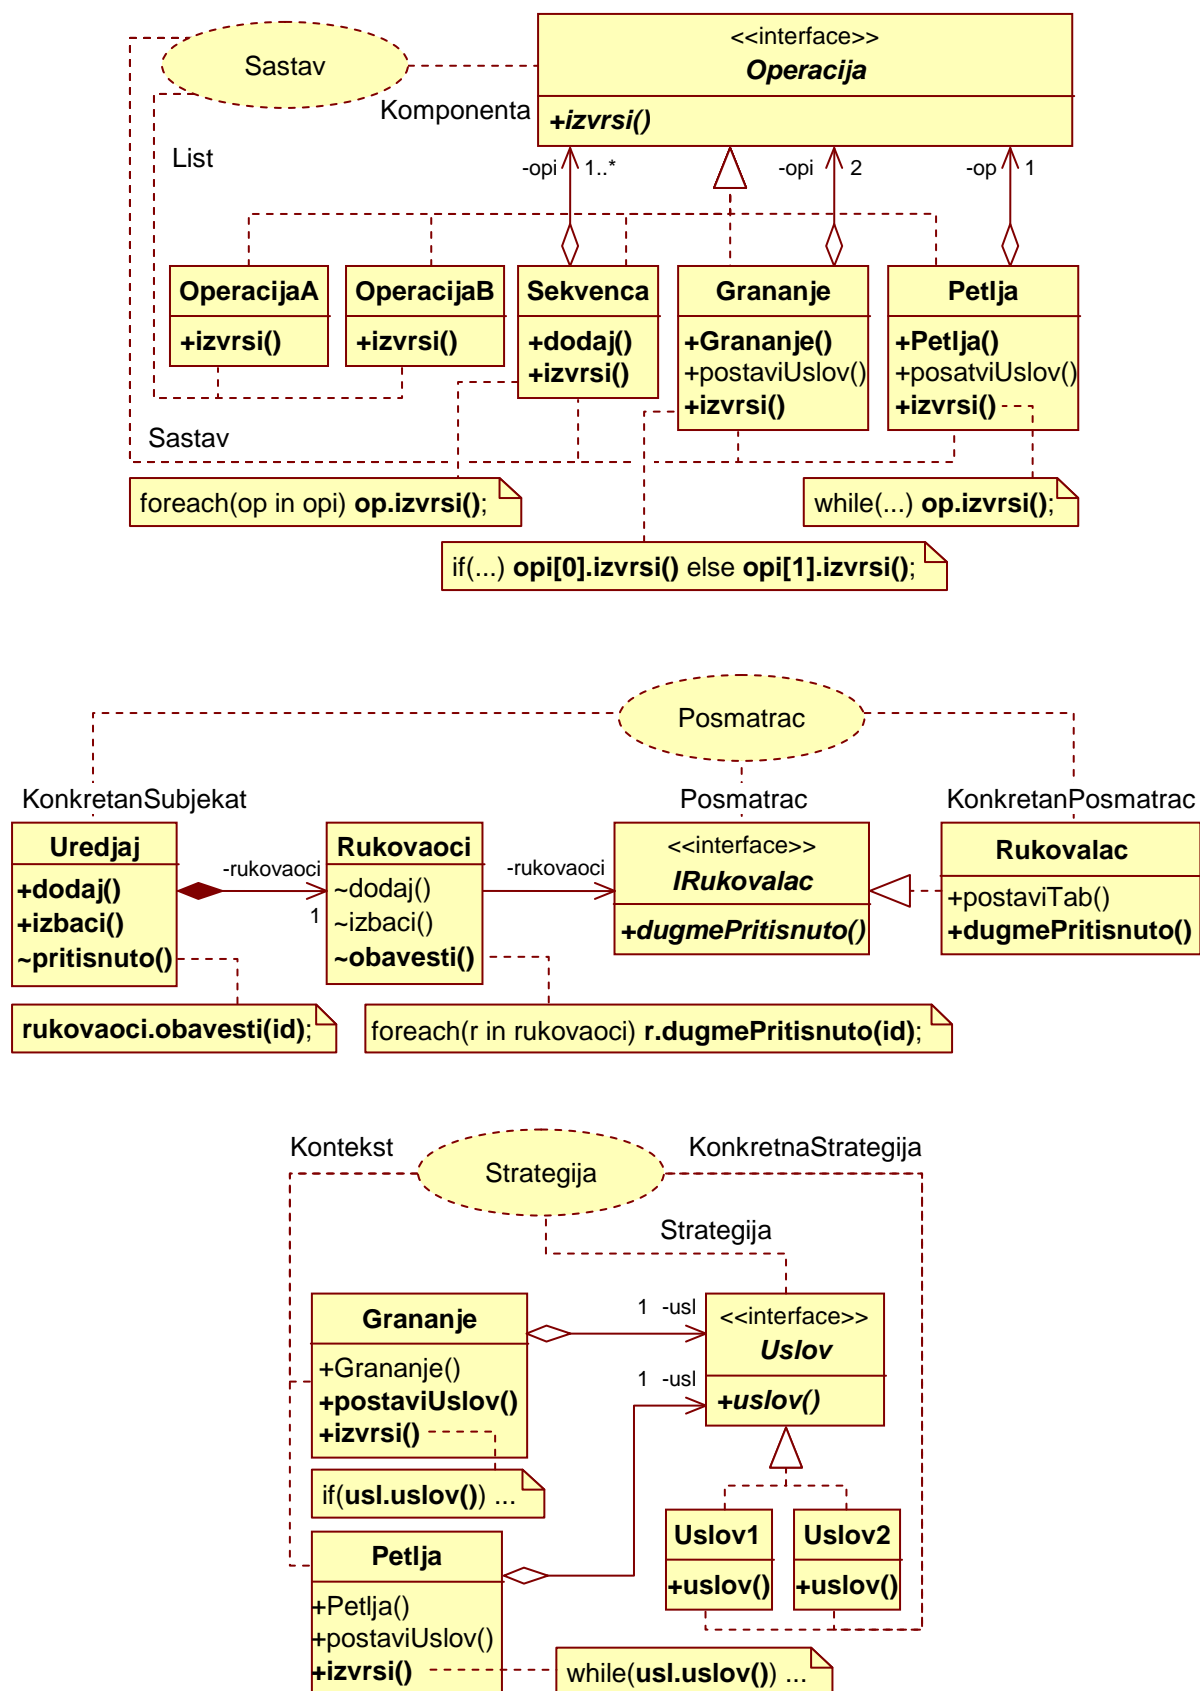 <<interface>>
Sastav
Operacija
Komponenta
+izvrsi()
List
-opi
1..*
-opi
2
-op
1
OperacijaA
+izvrsi()
OperacijaB
+izvrsi()
Sekvenca
+dodaj()
+izvrsi()
Grananje
+Grananje()
+postaviUslov()
+izvrsi()
Petlja
+Petlja()
+posatviUslov()
+izvrsi()
Sastav
foreach(op in opi) op.izvrsi();
while(...) op.izvrsi();
if(...) opi[0].izvrsi() else opi[1].izvrsi();
Posmatrac
KonkretanSubjekat
Posmatrac
KonkretanPosmatrac
Uredjaj
+dodaj()
+izbaci()
~pritisnuto()
-rukovaoci
1
Rukovaoci
~dodaj()
~izbaci()
~obavesti()
-rukovaoci
<<interface>>
IRukovalac
+dugmePritisnuto()
Rukovalac
+postaviTab()
+dugmePritisnuto()
rukovaoci.obavesti(id);
foreach(r in rukovaoci) r.dugmePritisnuto(id);
Kontekst
KonkretnaStrategija
Strategija
Strategija
Grananje
+Grananje()
+postaviUslov()
+izvrsi()
1 -usl
<<interface>>
Uslov
+uslov()
1 -usl
if(usl.uslov()) ...
Uslov1
+uslov()
Uslov2
+uslov()
Petlja
+Petlja()
+postaviUslov()
+izvrsi()
while(usl.uslov()) ...